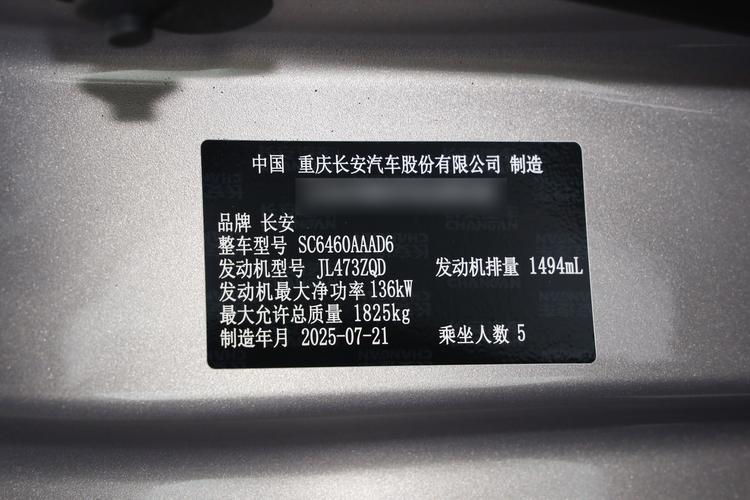 中国 重庆长安汽车股份有限公司 制造
品牌 长安
整车型号 SC6460AAAD6
发动机型号 JL473ZQD 发动机排量 1494mL
发动机最大净功率 136kW
最大允许总质量 1825kg
制造年月 2025-07-21 乘坐人数 5